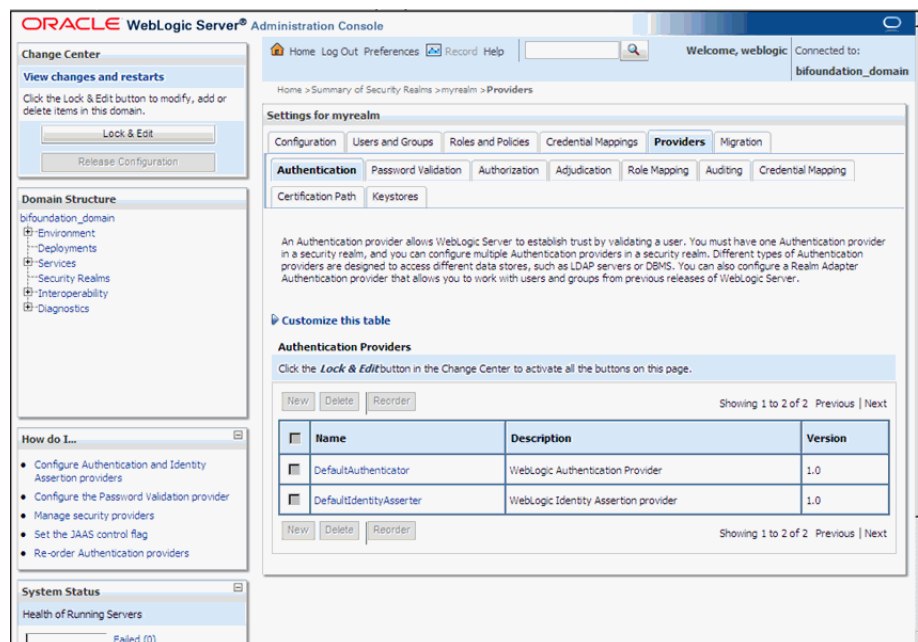 ORACLE WebLogic Server® Administration Console
Change Center
View changes and restarts
Click the Lock & Edit button to modify, add or
delete items in this domain.
Lock & Edit
Release Configuration
Domain Structure
bifoundation_domain
Environment
Deployments
Services
Security Realms
Interoperability
Diagnostics
How do I...
Configure Authentication and Identity
Assertion providers
Configure the Password Validation provider
Manage security providers
Set the JAAS control flag
Re-order Authentication providers
System Status
Health of Running Servers
Failed (0)
Home Log Out Preferences Record Help
Welcome, weblogic
Connected to:
bifoundation_domain
Home >Summary of Security Realms >myrealm >Providers
Settings for myrealm
Configuration Users and Groups Roles and Policies Credential Mappings Providers Migration
Authentication Password Validation Authorization Adjudication Role Mapping Auditing Credential Mapping
Certification Path Keystores
An Authentication provider allows WebLogic Server to establish trust by validating a user. You must have one Authentication provider
in a security realm, and you can configure multiple Authentication providers in a security realm. Different types of Authentication
providers are designed to access different data stores, such as LDAP servers or DBMS. You can also configure a Realm Adapter
Authentication provider that allows you to work with users and groups from previous releases of WebLogic Server.
Customize this table
Authentication Providers
Click the Lock & Edit button in the Change Center to activate all the buttons on this page.
New Delete Reorder Showing 1 to 2 of 2 Previous | Next
Name Description Version
DefaultAuthenticator WebLogic Authentication Provider 1.0
DefaultIdentityAsserter WebLogic Identity Assertion provider 1.0
New Delete Reorder Showing 1 to 2 of 2 Previous | Next